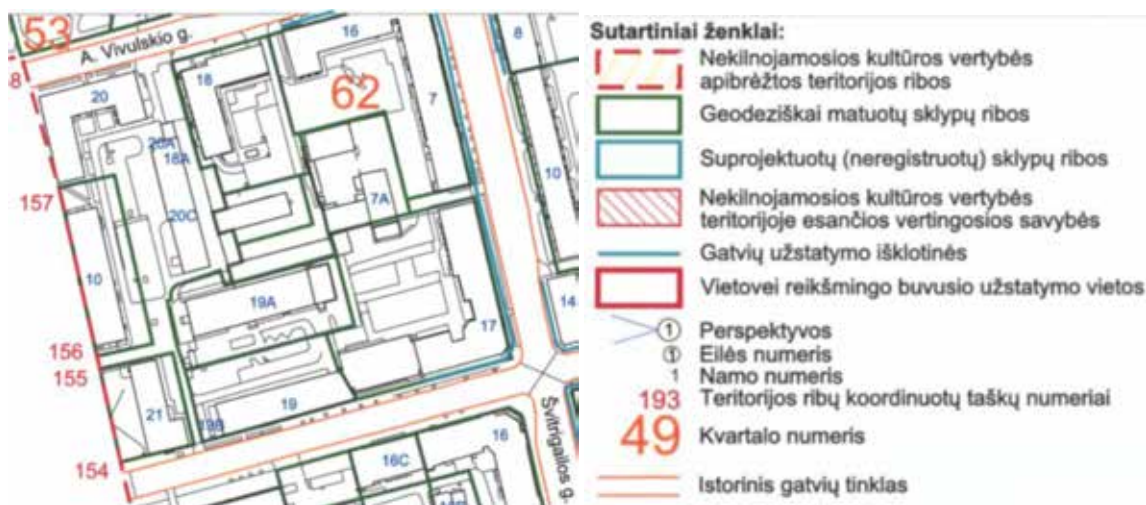 53
A. Vivulskio g.
8
20
18
16
62
7
8
20A
18A
157
20C
7A
10
10
19A
17
14
156
155
21
19B
19
Švitrigailos g.
154
16C
16
Sutartiniai ženklai:
Nekilnojamosios kultūros vertybės
apibrėžtos teritorijos ribos
Geodeziškai matuotų sklypų ribos
Suprojektuotų (neregistruotų) sklypų ribos
Nekilnojamosios kultūros vertybės
teritorijoje esančios vertingosios savybės
Gatvių užstatymo išklotinės
Vietovei reikšmingo buvusio užstatymo vietos
1 Perspektyvos
1 Eilės numeris
1 Namo numeris
193 Teritorijos ribų koordinuotų taškų numeriai
49 Kvartalo numeris
Istorinis gatvių tinklas